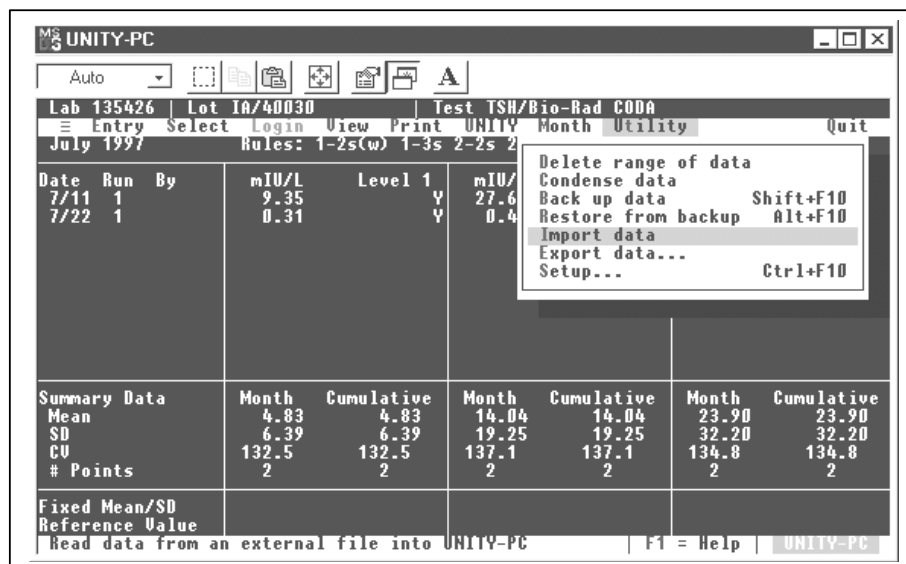 MS DOS UNITY-PC
Auto A
Lab 135426 | Lot IA/40030 | Test TSH/Bio-Rad CODA
≡ Entry Select Login View Print UNITY Month Utility Quit
July 1997 Rules: 1-2s(w) 1-3s 2-2s 2
Delete range of data
Condense data
Back up data Shift+F10
Restore from backup Alt+F10
Import data
Export data...
Setup... Ctrl+F10
Date Run By mIU/L Level 1 mIU/
7/11 1 9.35 Y 27.6
7/22 1 0.31 Y 0.4
Summary Data Month Cumulative Month Cumulative Month Cumulative
Mean 4.83 4.83 14.04 14.04 23.90 23.90
SD 6.39 6.39 19.25 19.25 32.20 32.20
CV 132.5 132.5 137.1 137.1 134.8 134.8
# Points 2 2 2 2 2 2
Fixed Mean/SD
Reference Value
Read data from an external file into UNITY-PC | F1 = Help | UNITY-PC